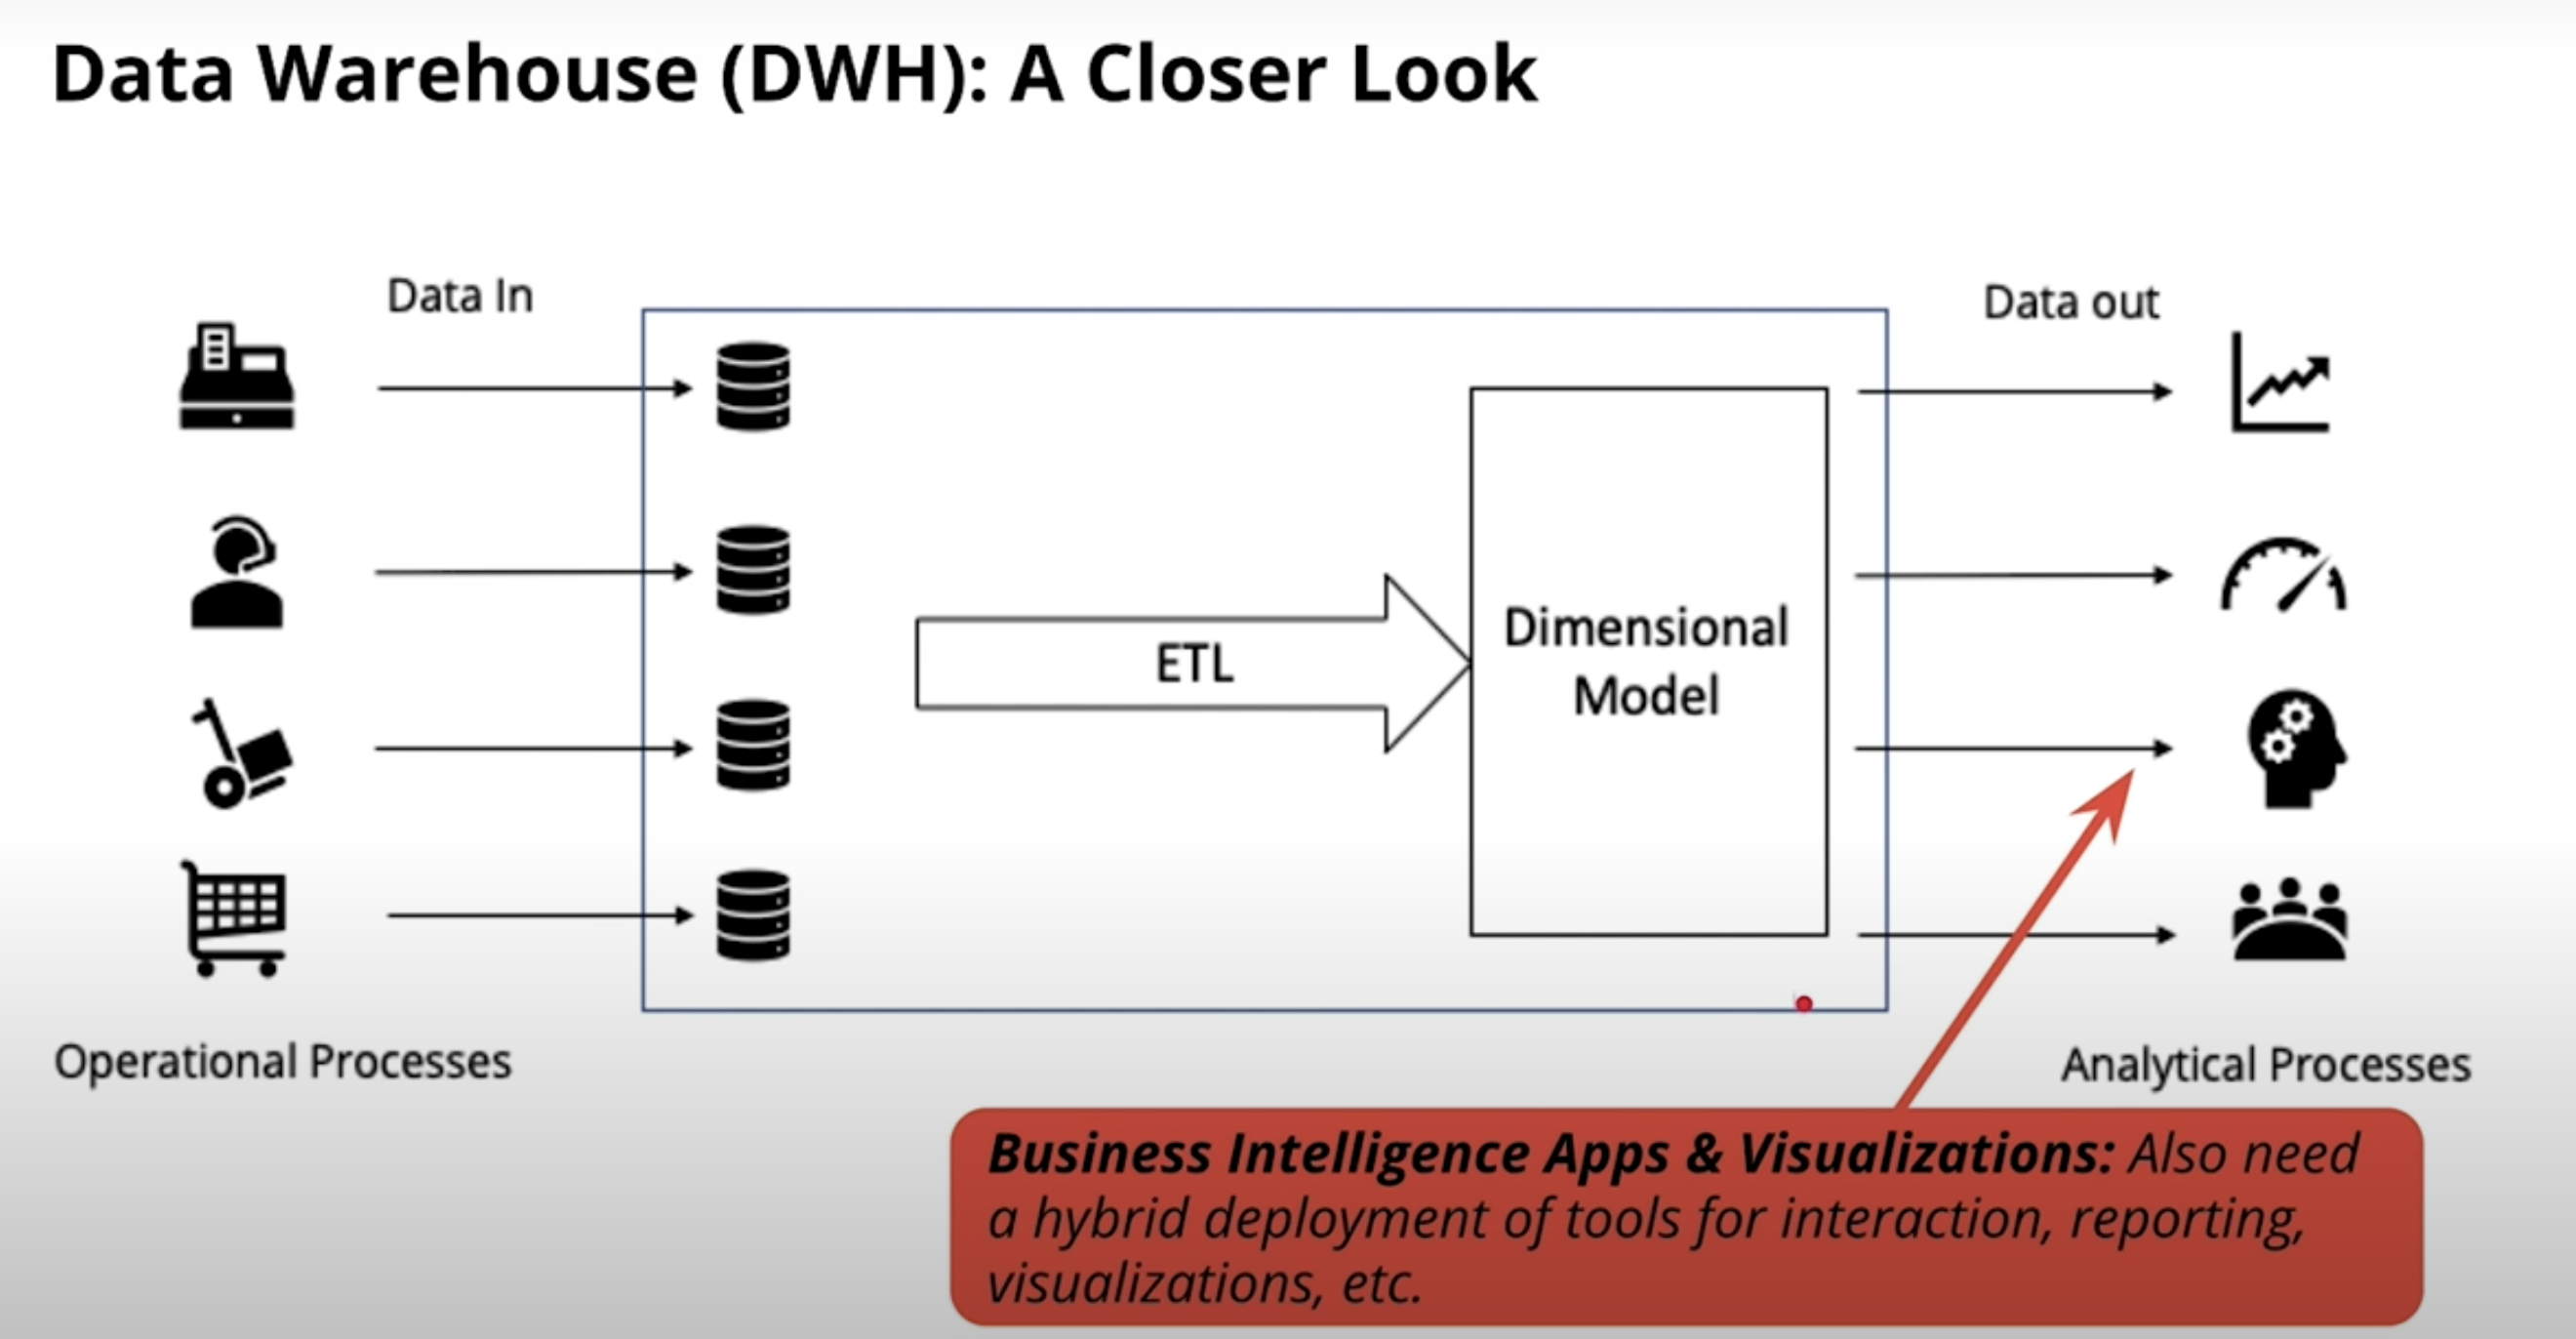 Data Warehouse (DWH): A Closer Look
Data In
Data out
ETL
Dimensional
Model
Operational Processes
Analytical Processes
Business Intelligence Apps & Visualizations: Also need
a hybrid deployment of tools for interaction, reporting,
visualizations, etc.